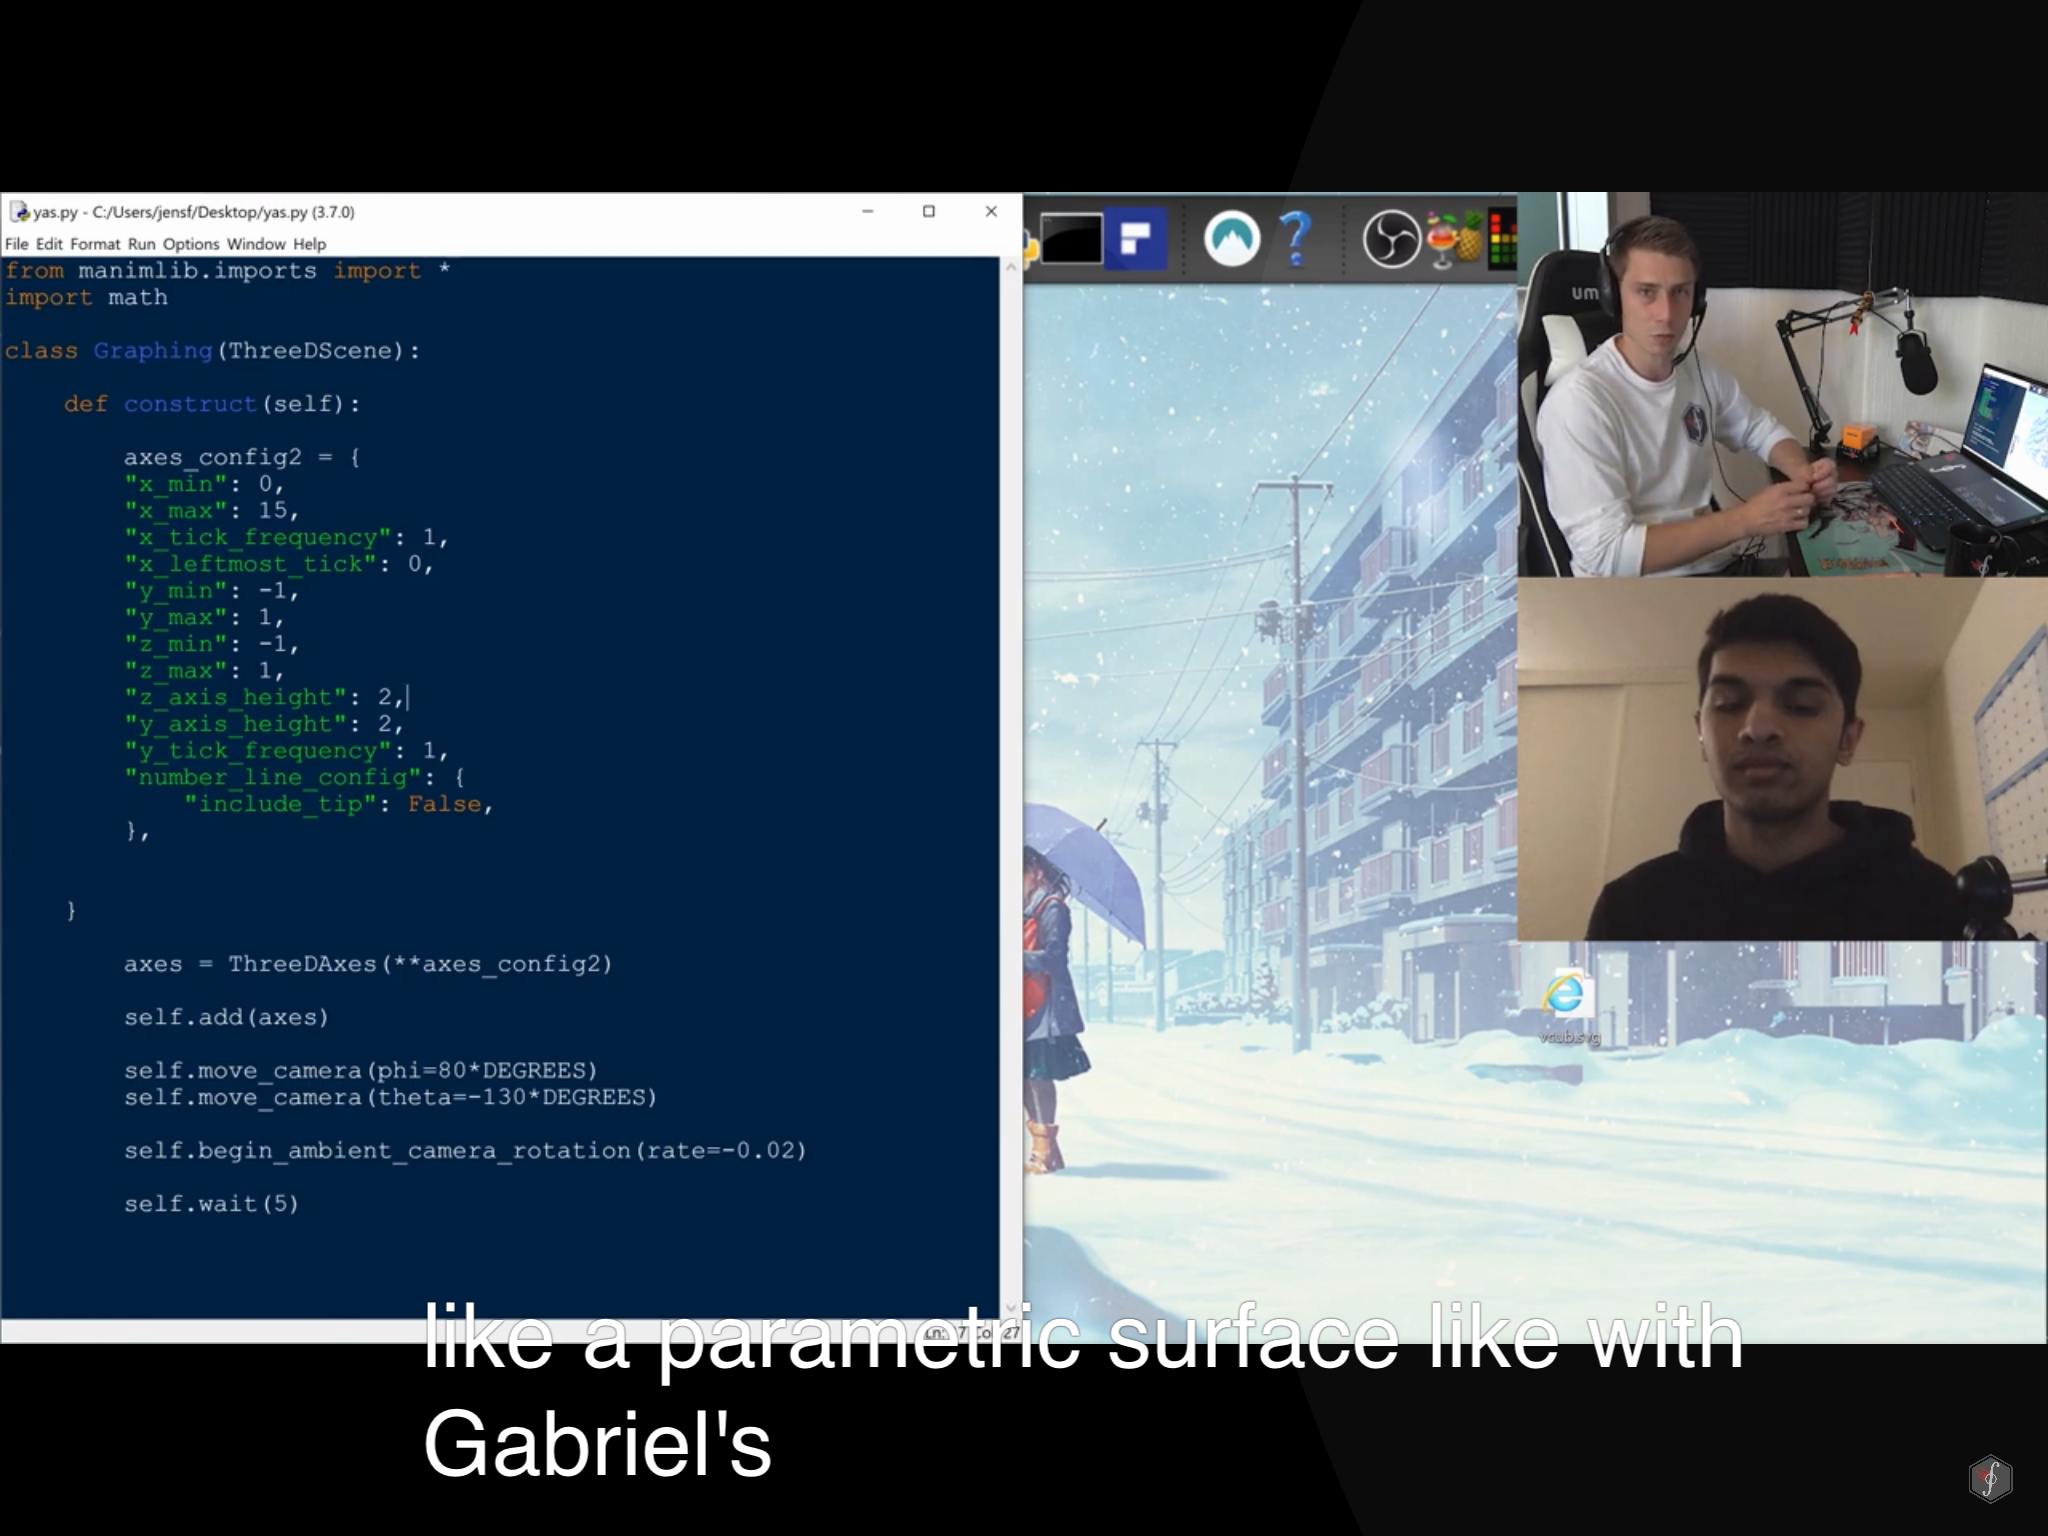 yas.py - C:/Users/jensf/Desktop/yas.py (3.7.0)
File Edit Format Run Options Window Help
from manimlib.imports import *
import math
class Graphing(ThreeDScene):
def construct(self):
axes_config2 = {
"x_min": 0,
"x_max": 15,
"x_tick_frequency": 1,
"x_leftmost_tick": 0,
"y_min": -1,
"y_max": 1,
"z_min": -1,
"z_max": 1,
"z_axis_height": 2,
"y_axis_height": 2,
"y_tick_frequency": 1,
"number_line_config": {
"include_tip": False,
},
}
axes = ThreeDAxes(**axes_config2)
self.add(axes)
self.move_camera(phi=80*DEGREES)
self.move_camera(theta=-130*DEGREES)
self.begin_ambient_camera_rotation(rate=-0.02)
self.wait(5)
um
vcub.svg
like a parametric surface like with
Gabriel's